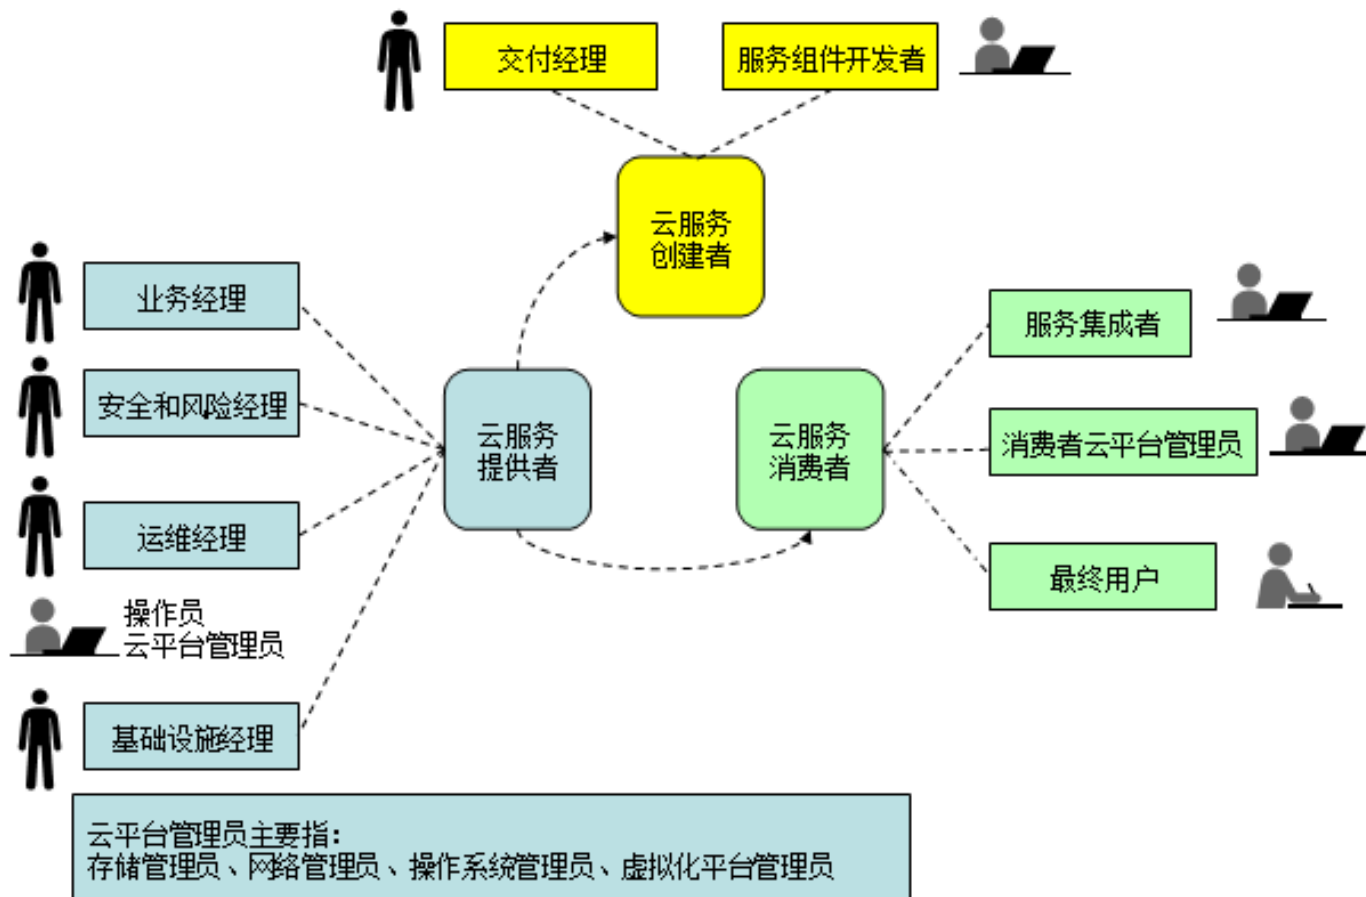 交付经理
服务组件开发者
云服务
创建者
业务经理
安全和风险经理
运维经理
操作员
云平台管理员
基础设施经理
云服务
提供者
云服务
消费者
服务集成者
消费者云平台管理员
最终用户
云平台管理员主要指：
存储管理员、网络管理员、操作系统管理员、虚拟化平台管理员